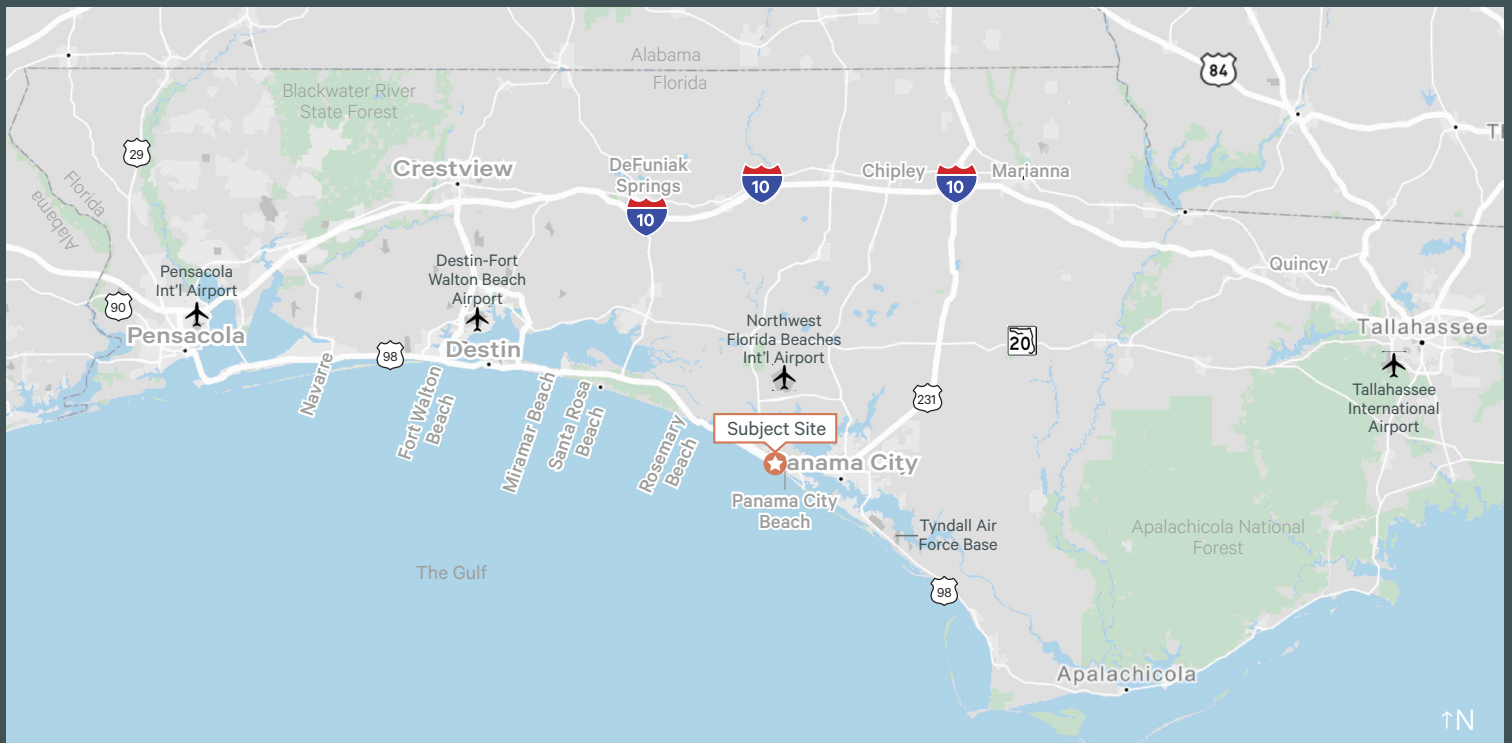 Alabama
Florida
84
Blackwater River
State Forest
29
T
Crestview
DeFuniak
Springs
10
Chipley
10
Marianna
10
Florida
Alabama
Destin-Fort
Walton Beach
Airport
Pensacola
Int'l Airport
Quincy
90
Pensacola
98
Destin
Northwest
Florida Beaches
Int'l Airport
20
Tallahassee
Tallahassee
International
Airport
Navarre
Fort Walton
Beach
Miramar Beach
Santa Rosa
Beach
Rosemary
Beach
231
Subject Site
anama City
Panama City
Beach
Tyndall Air
Force Base
Apalachicola National
Forest
The Gulf
98
Apalachicola
↑N